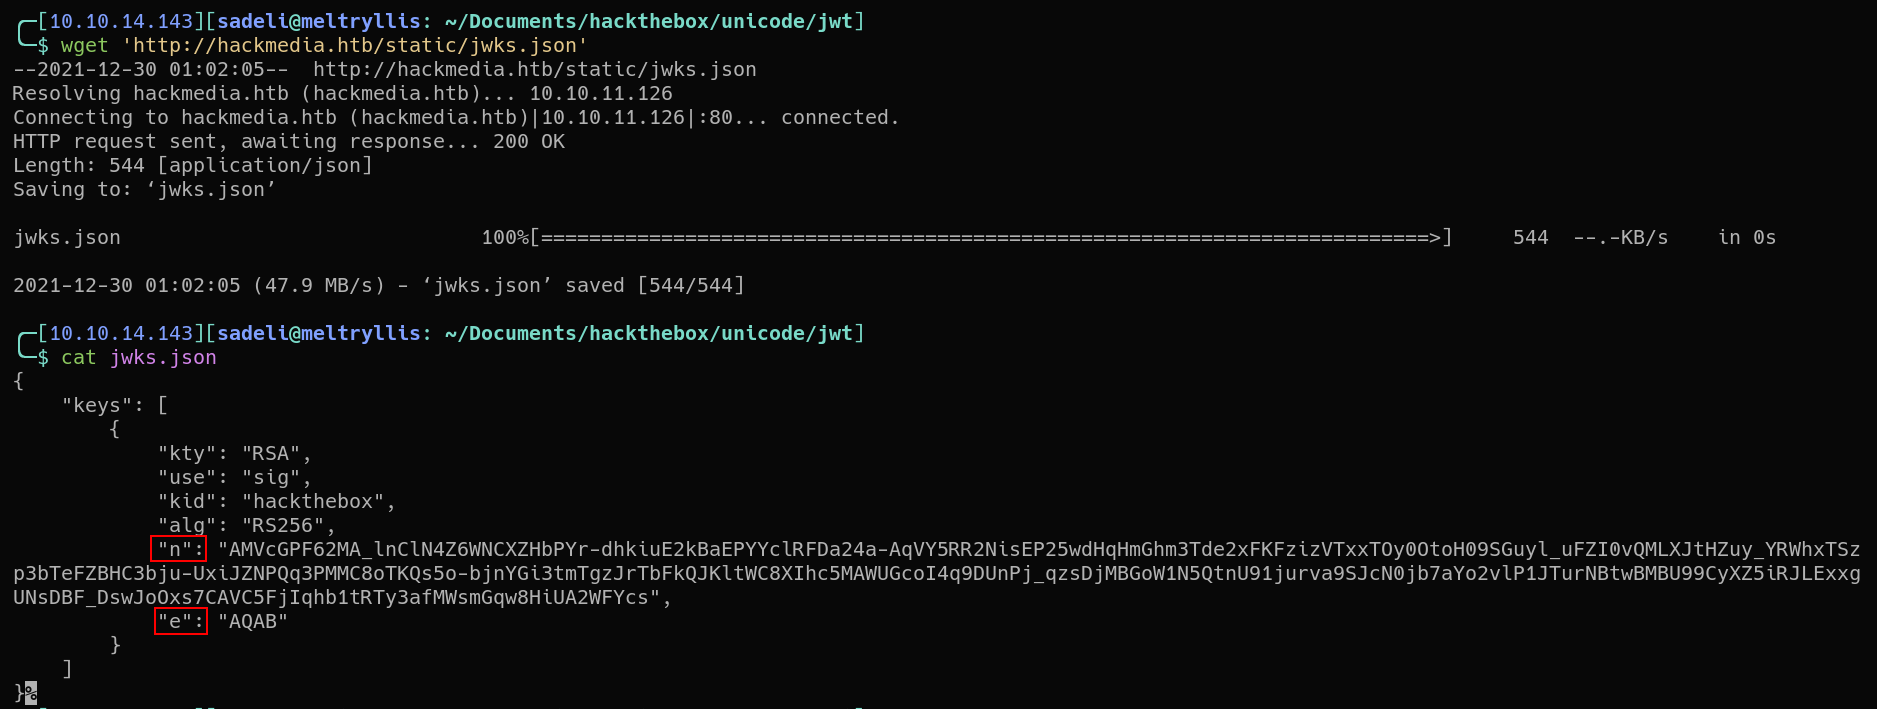 [10.10.14.143][sadeli@meltryllis: ~/Documents/hackthebox/unicode/jwt]
$ wget 'http://hackmedia.htb/static/jwks.json'
--2021-12-30 01:02:05--  http://hackmedia.htb/static/jwks.json
Resolving hackmedia.htb (hackmedia.htb)... 10.10.11.126
Connecting to hackmedia.htb (hackmedia.htb)|10.10.11.126|:80... connected.
HTTP request sent, awaiting response... 200 OK
Length: 544 [application/json]
Saving to: ‘jwks.json’
jwks.json                              100%[==========================================================================>]     544  --.-KB/s    in 0s
2021-12-30 01:02:05 (47.9 MB/s) - ‘jwks.json’ saved [544/544]
[10.10.14.143][sadeli@meltryllis: ~/Documents/hackthebox/unicode/jwt]
$ cat jwks.json
{
    "keys": [
        {
            "kty": "RSA",
            "use": "sig",
            "kid": "hackthebox",
            "alg": "RS256",
            "n": "AMVcGPF62MA_lnClN4Z6WNCXZHbPYr-dhkiuE2kBaEPYYclRFDa24a-AqVY5RR2NisEP25wdHqHmGhm3Tde2xFKFzizVTxxTOy0OtoH09SGuyl_uFZI0vQMLXJtHZuy_YRWhxTSz
p3bTeFZBHC3bju-UxiJZNPQq3PMMC8oTKQs5o-bjnYGi3tmTgzJrTbFkQJKltWC8XIhc5MAWUGcoI4q9DUnPj_qzsDjMBGoW1N5QtnU91jurva9SJcN0jb7aYo2vlP1JTurNBtwBMBU99CyXZ5iRJLExxg
UNsDBF_DswJoOxs7CAVC5FjIqhb1tRTy3afMWsmGqw8HiUA2WFYcs",
            "e": "AQAB"
        }
    ]
}%